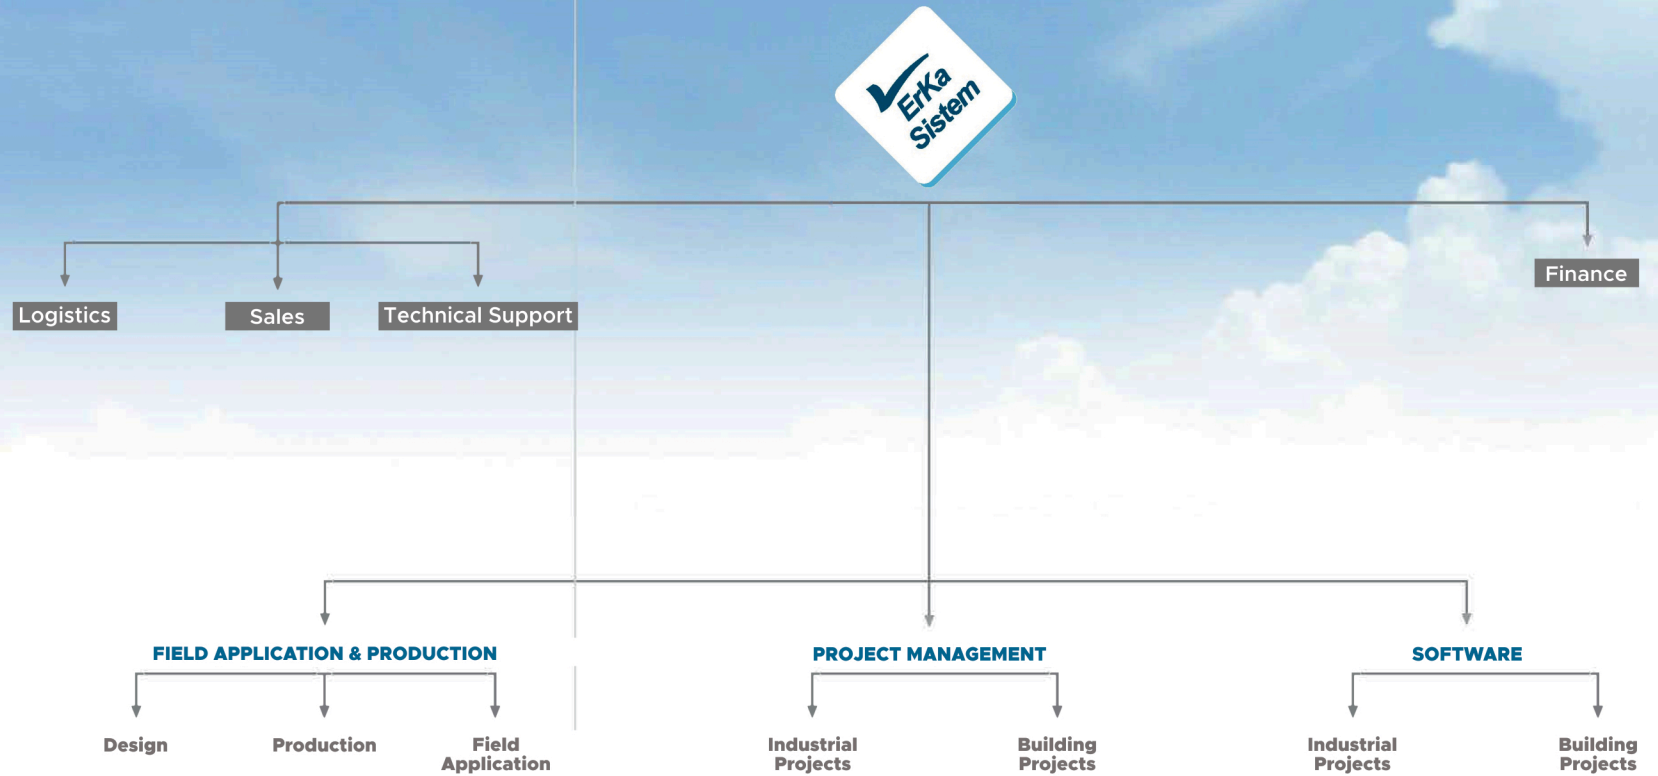 ErKa
Sistem
Finance
Logistics
Sales
Technical Support
FIELD APPLICATION & PRODUCTION
PROJECT MANAGEMENT
SOFTWARE
Design
Production
Field
Application
Industrial
Projects
Building
Projects
Industrial
Projects
Building
Projects